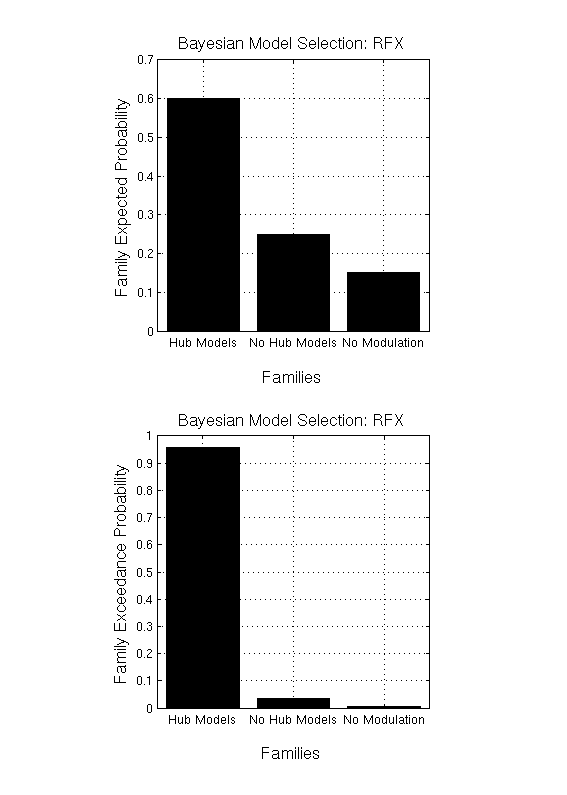 Bayesian Model Selection: RFX
Family Expected Probability
0.7
0.6
0.5
0.4
0.3
0.2
0.1
0
Hub Models No Hub Models No Modulation
Families
Bayesian Model Selection: RFX
Family Exceedance Probability
1
0.9
0.8
0.7
0.6
0.5
0.4
0.3
0.2
0.1
0
Hub Models No Hub Models No Modulation
Families